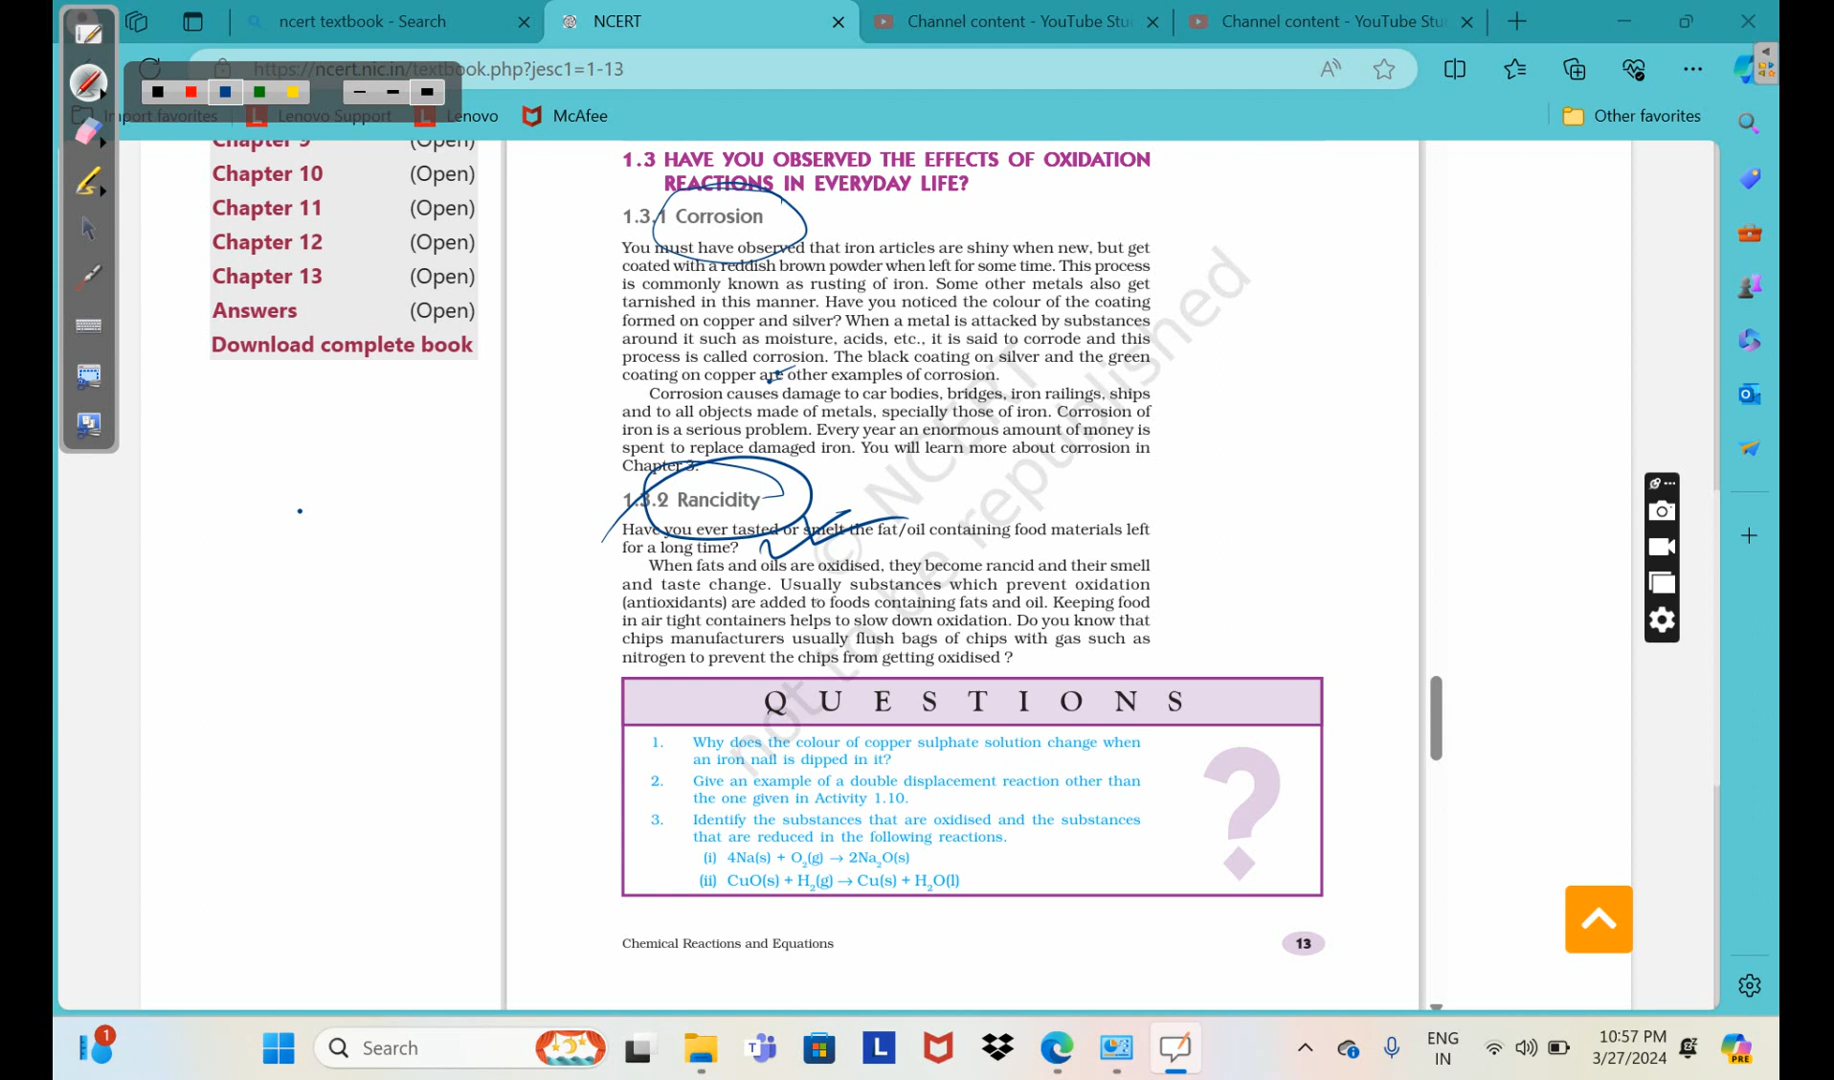 ncert textbook - Search
NCERT
Channel content - YouTube Stu
Channel content - YouTube Stu
https://ncert.nic.in/textbook.php?jesc1=1-13
Import favorites
Lenovo Support
Lenovo
McAfee
Other favorites
Chapter 9 (Open)
Chapter 10 (Open)
Chapter 11 (Open)
Chapter 12 (Open)
Chapter 13 (Open)
Answers (Open)
Download complete book
1.3 HAVE YOU OBSERVED THE EFFECTS OF OXIDATION
REACTIONS IN EVERYDAY LIFE?
1.3.1 Corrosion
You must have observed that iron articles are shiny when new, but get
coated with a reddish brown powder when left for some time. This process
is commonly known as rusting of iron. Some other metals also get
tarnished in this manner. Have you noticed the colour of the coating
formed on copper and silver? When a metal is attacked by substances
around it such as moisture, acids, etc., it is said to corrode and this
process is called corrosion. The black coating on silver and the green
coating on copper are other examples of corrosion.
Corrosion causes damage to car bodies, bridges, iron railings, ships
and to all objects made of metals, specially those of iron. Corrosion of
iron is a serious problem. Every year an enormous amount of money is
spent to replace damaged iron. You will learn more about corrosion in
Chapter 3.
1.3.2 Rancidity
Have you ever tasted or smelt the fat/oil containing food materials left
for a long time?
When fats and oils are oxidised, they become rancid and their smell
and taste change. Usually substances which prevent oxidation
(antioxidants) are added to foods containing fats and oil. Keeping food
in air tight containers helps to slow down oxidation. Do you know that
chips manufacturers usually flush bags of chips with gas such as
nitrogen to prevent the chips from getting oxidised ?
© NCERT
not to be republished
QUESTIONS
1. Why does the colour of copper sulphate solution change when
an iron nail is dipped in it?
2. Give an example of a double displacement reaction other than
the one given in Activity 1.10.
3. Identify the substances that are oxidised and the substances
that are reduced in the following reactions.
(i) 4Na(s) + O₂(g) → 2Na₂O(s)
(ii) CuO(s) + H₂(g) → Cu(s) + H₂O(l)
?
Chemical Reactions and Equations
13
1
Search
ENG
IN
10:57 PM
3/27/2024
PRE